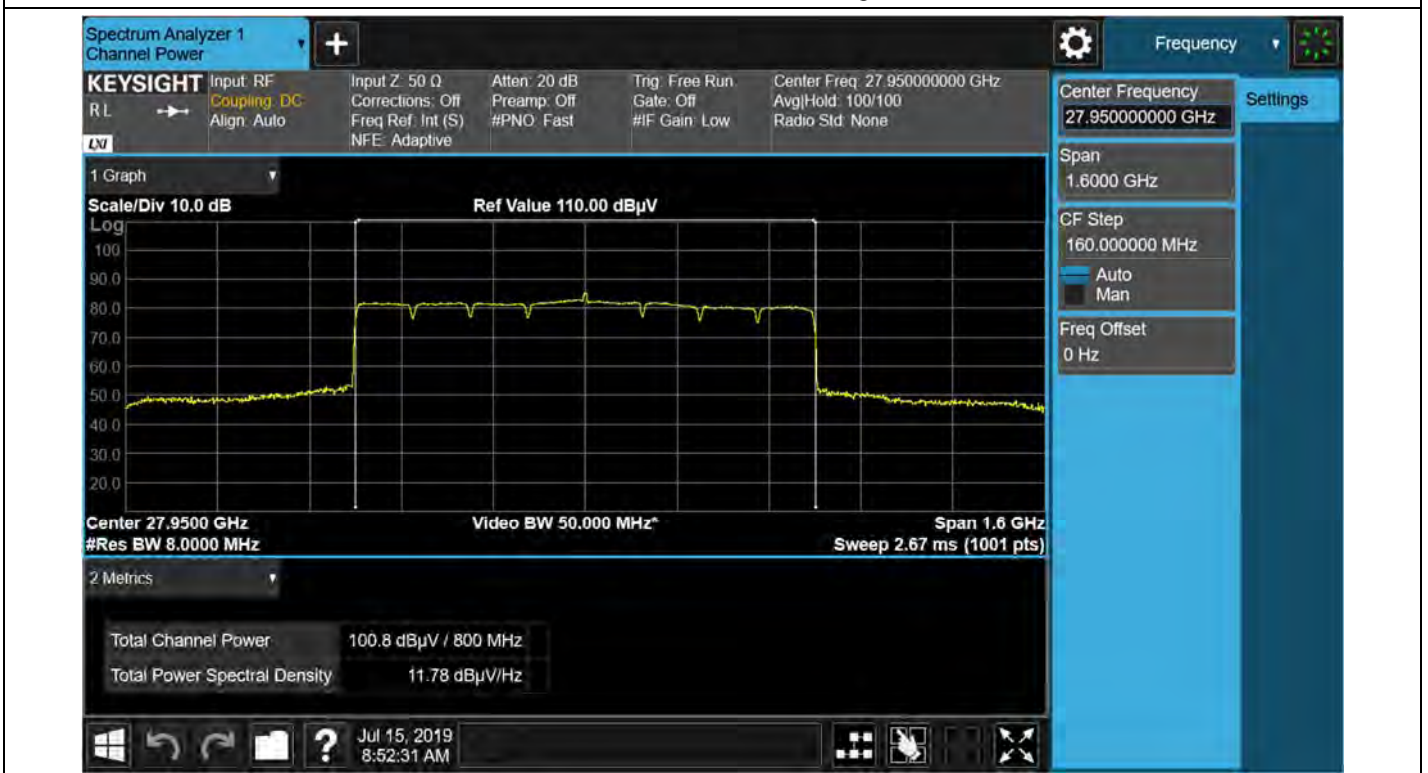 Spectrum Analyzer 1
Channel Power
+
Frequency
KEYSIGHT
R L
LXI
Input: RF
Coupling: DC
Align: Auto
Input Z: 50 Ω
Corrections: Off
Freq Ref: Int (S)
NFE: Adaptive
Atten: 20 dB
Preamp: Off
#PNO: Fast
Trig: Free Run
Gate: Off
#IF Gain: Low
Center Freq: 27.950000000 GHz
Avg|Hold: 100/100
Radio Std: None
Center Frequency
27.950000000 GHz
Settings
Span
1.6000 GHz
CF Step
160.000000 MHz
Auto
Man
Freq Offset
0 Hz
1 Graph
Scale/Div 10.0 dB
Ref Value 110.00 dBµV
Log
100
90.0
80.0
70.0
60.0
50.0
40.0
30.0
20.0
Center 27.9500 GHz
Video BW 50.000 MHz*
Span 1.6 GHz
#Res BW 8.0000 MHz
Sweep 2.67 ms (1001 pts)
2 Metrics
Total Channel Power 100.8 dBµV / 800 MHz
Total Power Spectral Density 11.78 dBµV/Hz
?
Jul 15, 2019
8:52:31 AM